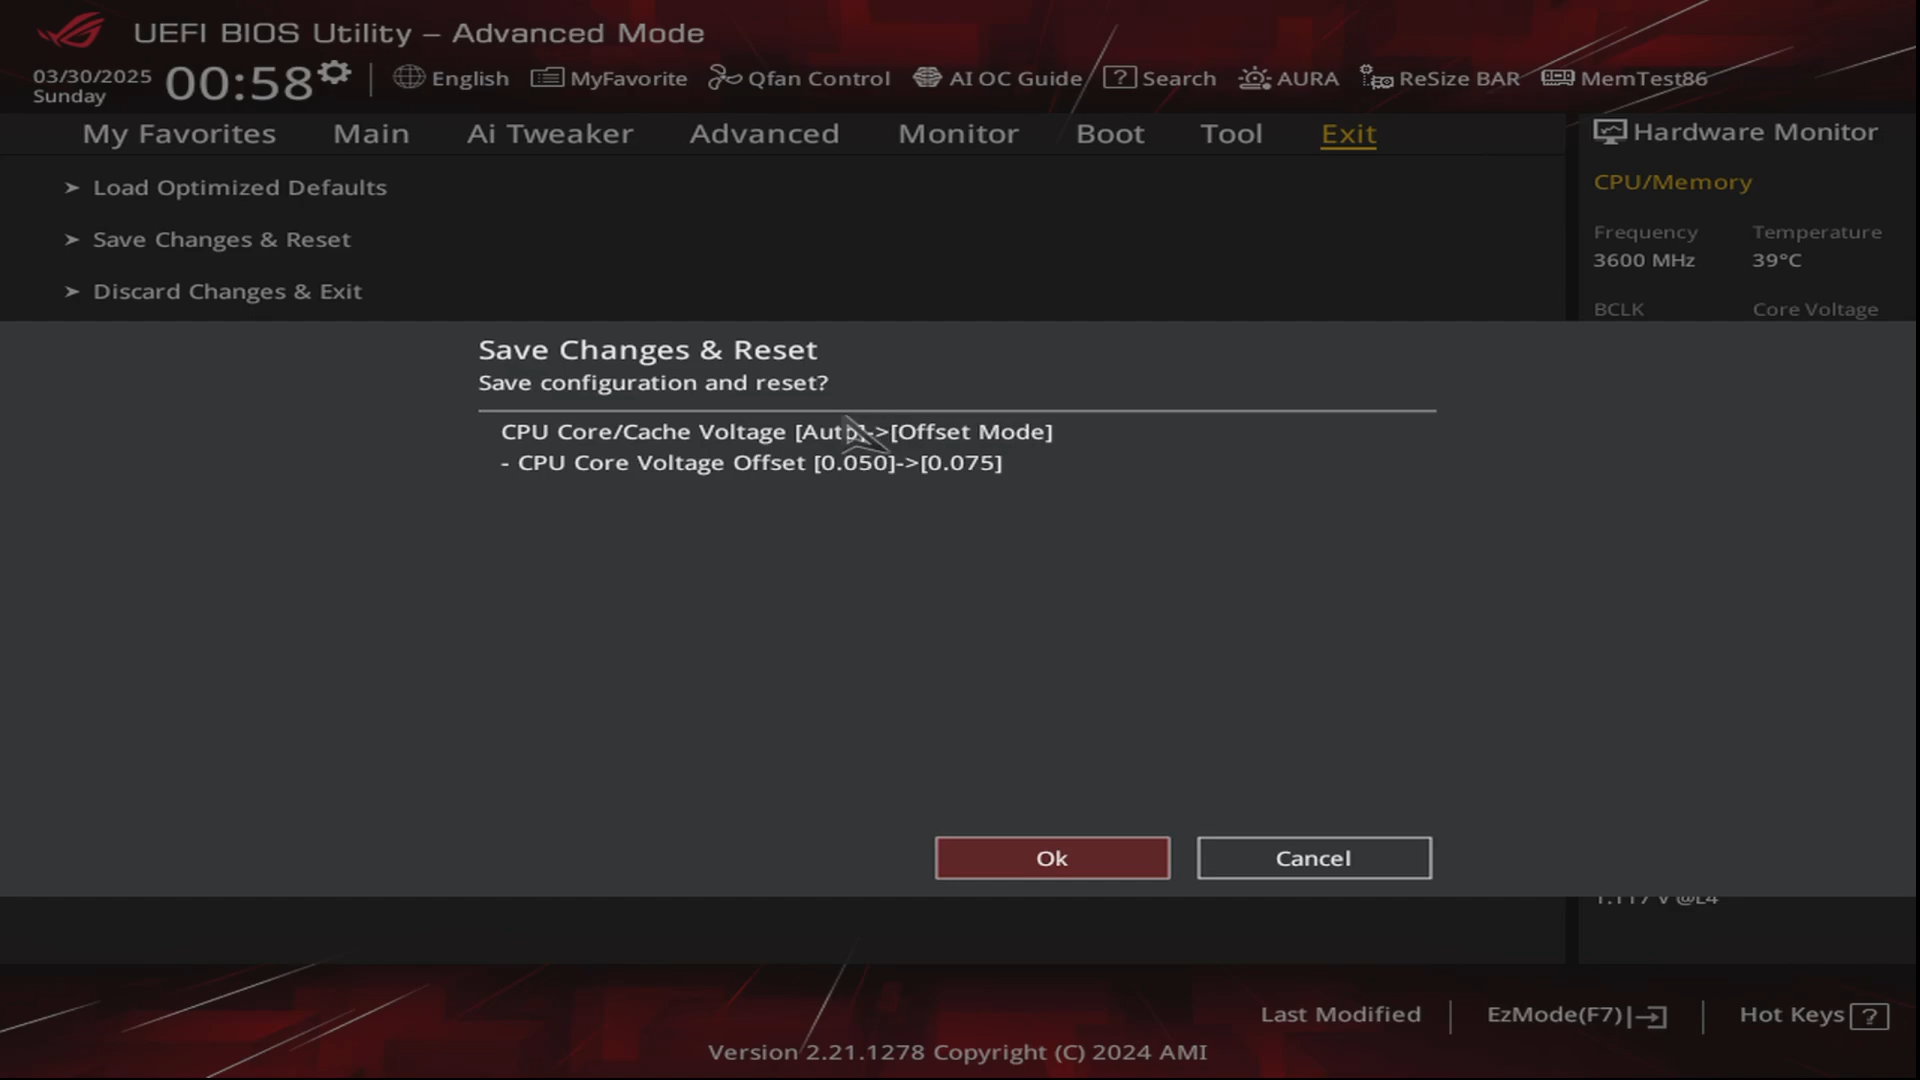 UEFI BIOS Utility – Advanced Mode
03/30/2025
Sunday
00:58
English
MyFavorite
Qfan Control
AI OC Guide
? Search
AURA
ReSize BAR
MemTest86
My Favorites
Main
Ai Tweaker
Advanced
Monitor
Boot
Tool
Exit
Hardware Monitor
Load Optimized Defaults
Save Changes & Reset
Discard Changes & Exit
CPU/Memory
Frequency Temperature
3600 MHz 39°C
BCLK Core Voltage
Save Changes & Reset
Save configuration and reset?
CPU Core/Cache Voltage [Auto]->[Offset Mode]
- CPU Core Voltage Offset [0.050]->[0.075]
Ok
Cancel
1.117 V @L4
Last Modified
EzMode(F7)
Hot Keys ?
Version 2.21.1278 Copyright (C) 2024 AMI